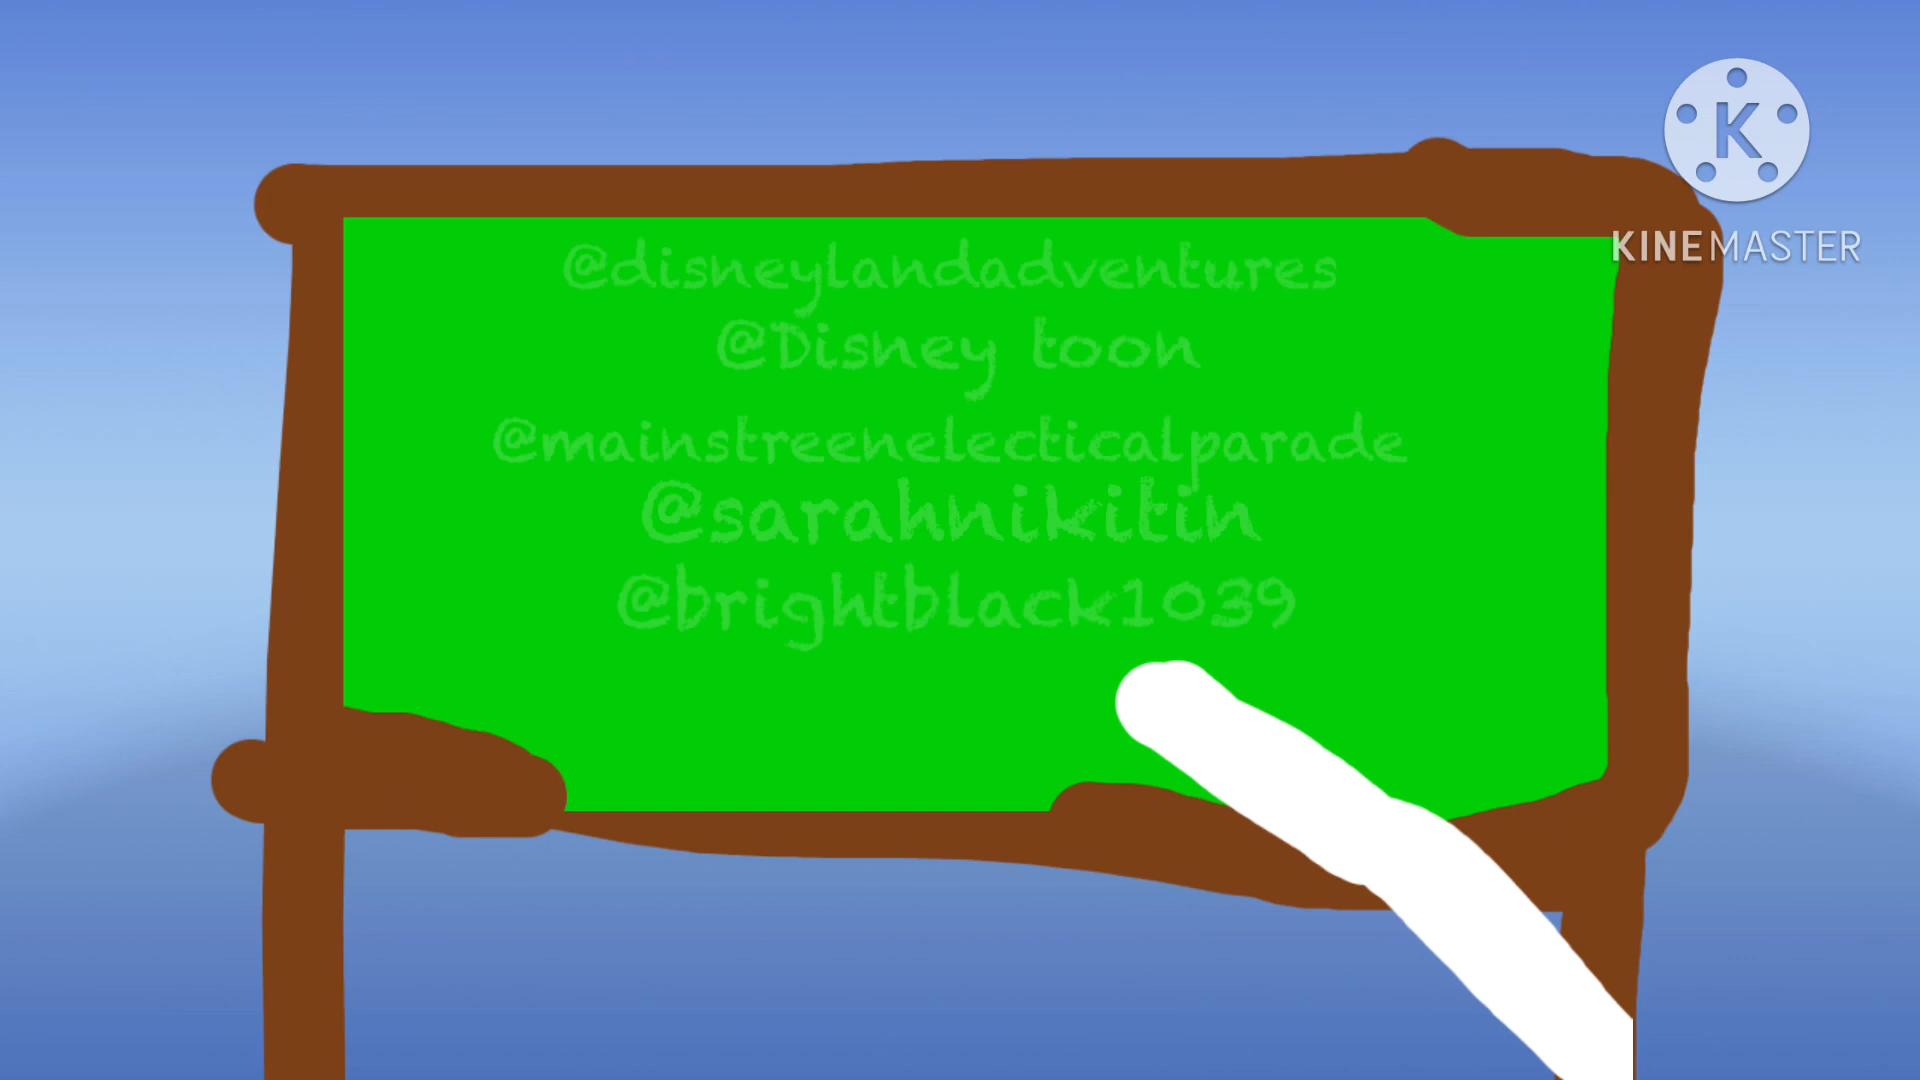 K
KINEMASTER
@disneylandadventures
@Disney toon
@mainstreenelecticalparade
@sarahnikitin
@brightblack1039